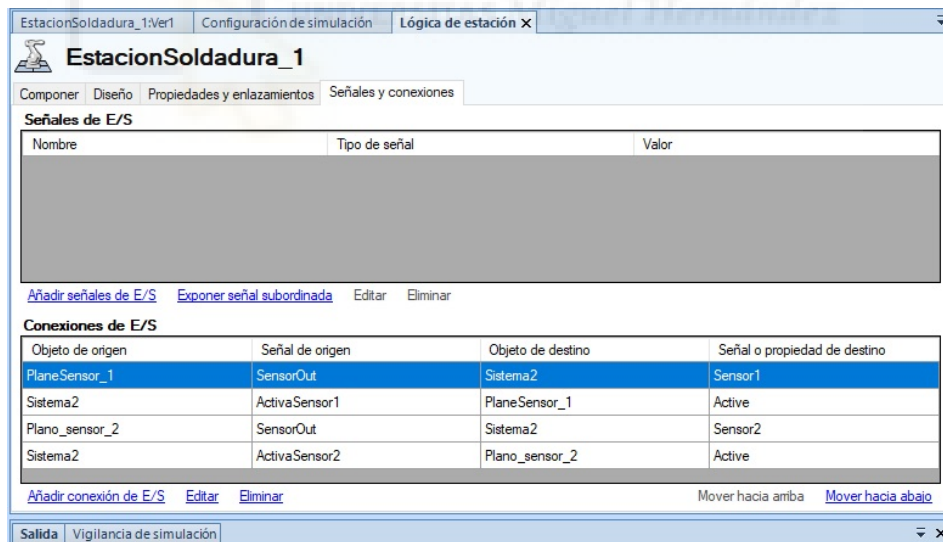 UNIVERSITAS Miguel Hernández
EstacionSoldadura_1:Ver1 Configuración de simulación Lógica de estación X
EstacionSoldadura_1
Componer Diseño Propiedades y enlazamientos Señales y conexiones
Señales de E/S
Nombre Tipo de señal Valor
Añadir señales de E/S Exponer señal subordinada Editar Eliminar
Conexiones de E/S
Objeto de origen Señal de origen Objeto de destino Señal o propiedad de destino
PlaneSensor_1 SensorOut Sistema2 Sensor1
Sistema2 ActivaSensor1 PlaneSensor_1 Active
Plano_sensor_2 SensorOut Sistema2 Sensor2
Sistema2 ActivaSensor2 Plano_sensor_2 Active
Añadir conexión de E/S Editar Eliminar Mover hacia arriba Mover hacia abajo
Salida Vigilancia de simulación